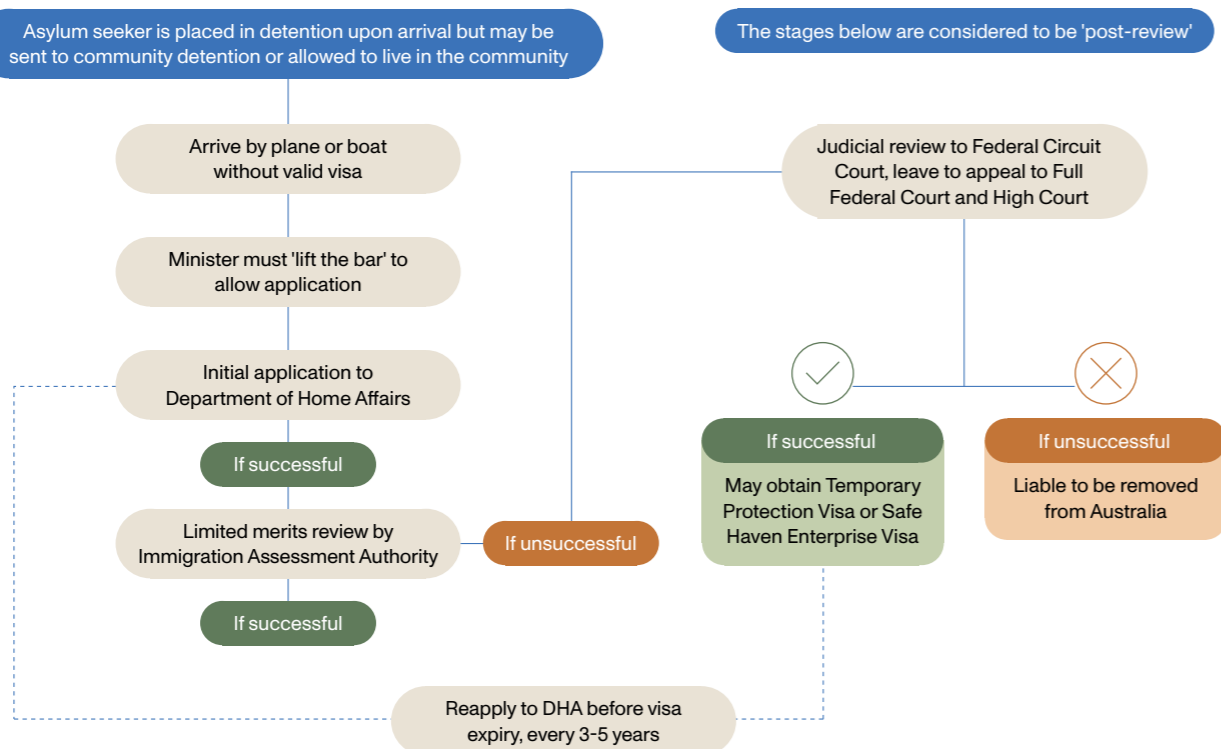 Asylum seeker is placed in detention upon arrival but may be
sent to community detention or allowed to live in the community
Arrive by plane or boat
without valid visa
Minister must 'lift the bar' to
allow application
Initial application to
Department of Home Affairs
If successful
Limited merits review by
Immigration Assessment Authority
If unsuccessful
If successful
The stages below are considered to be 'post-review'
Judicial review to Federal Circuit
Court, leave to appeal to Full
Federal Court and High Court
If successful
May obtain Temporary
Protection Visa or Safe
Haven Enterprise Visa
If unsuccessful
Liable to be removed
from Australia
Reapply to DHA before visa
expiry, every 3-5 years